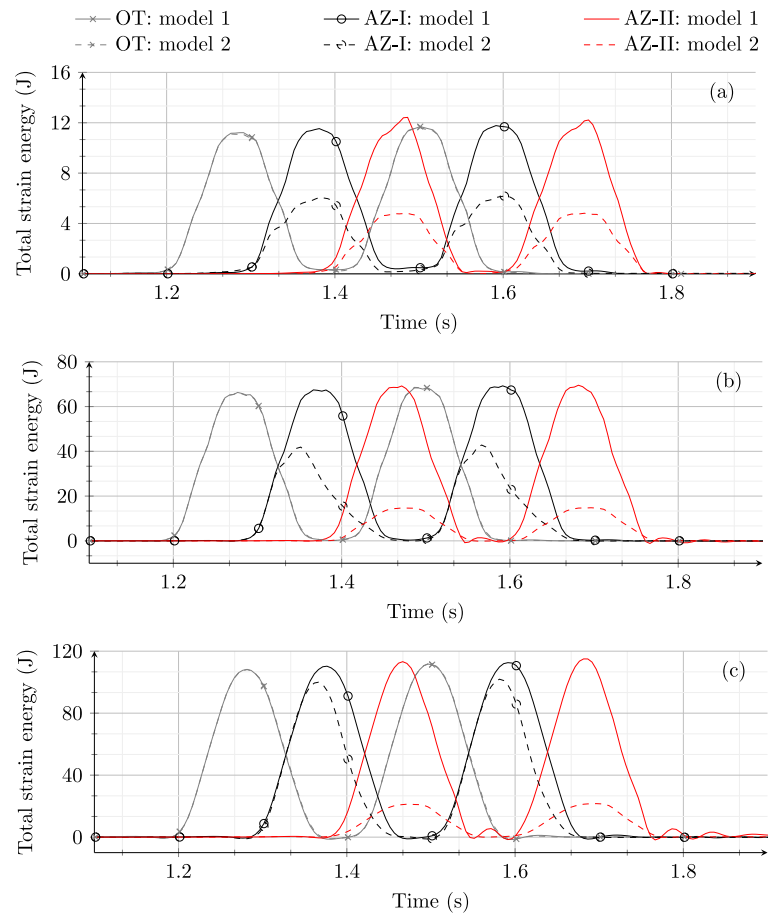 OT: model 1 AZ-I: model 1 AZ-II: model 1
OT: model 2 AZ-I: model 2 AZ-II: model 2
Total strain energy (J)
16
12
8
4
0
(a)
1.2 1.4 1.6 1.8
Time (s)
Total strain energy (J)
80
60
40
20
0
(b)
1.2 1.4 1.6 1.8
Time (s)
Total strain energy (J)
120
80
40
0
(c)
1.2 1.4 1.6 1.8
Time (s)